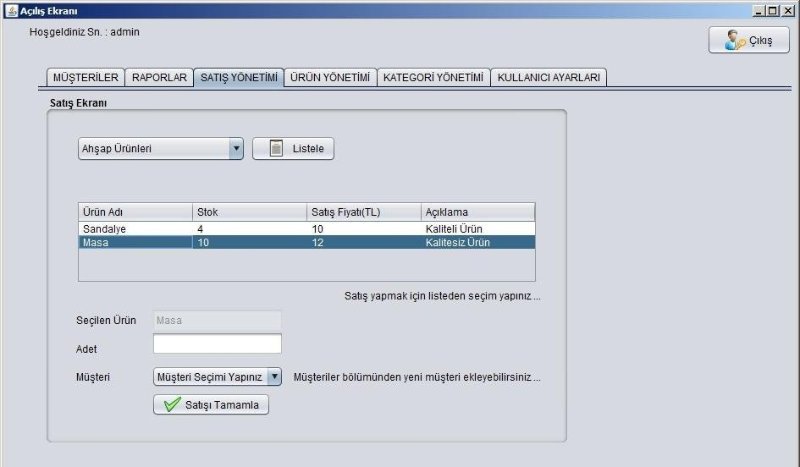 Açılış Ekranı
Hoşgeldiniz Sn. : admin
Çıkış
MÜŞTERİLER RAPORLAR SATIŞ YÖNETİMİ ÜRÜN YÖNETİMİ KATEGORİ YÖNETİMİ KULLANICI AYARLARI
Satış Ekranı
Ahşap Ürünleri Listele
Ürün Adı Stok Satış Fiyatı(TL) Açıklama
Sandalye 4 10 Kaliteli Ürün
Masa 10 12 Kalitesiz Ürün
Satış yapmak için listeden seçim yapınız ...
Seçilen Ürün Masa
Adet
Müşteri Müşteri Seçimi Yapınız Müşteriler bölümünden yeni müşteri ekleyebilirsiniz ...
Satışı Tamamla